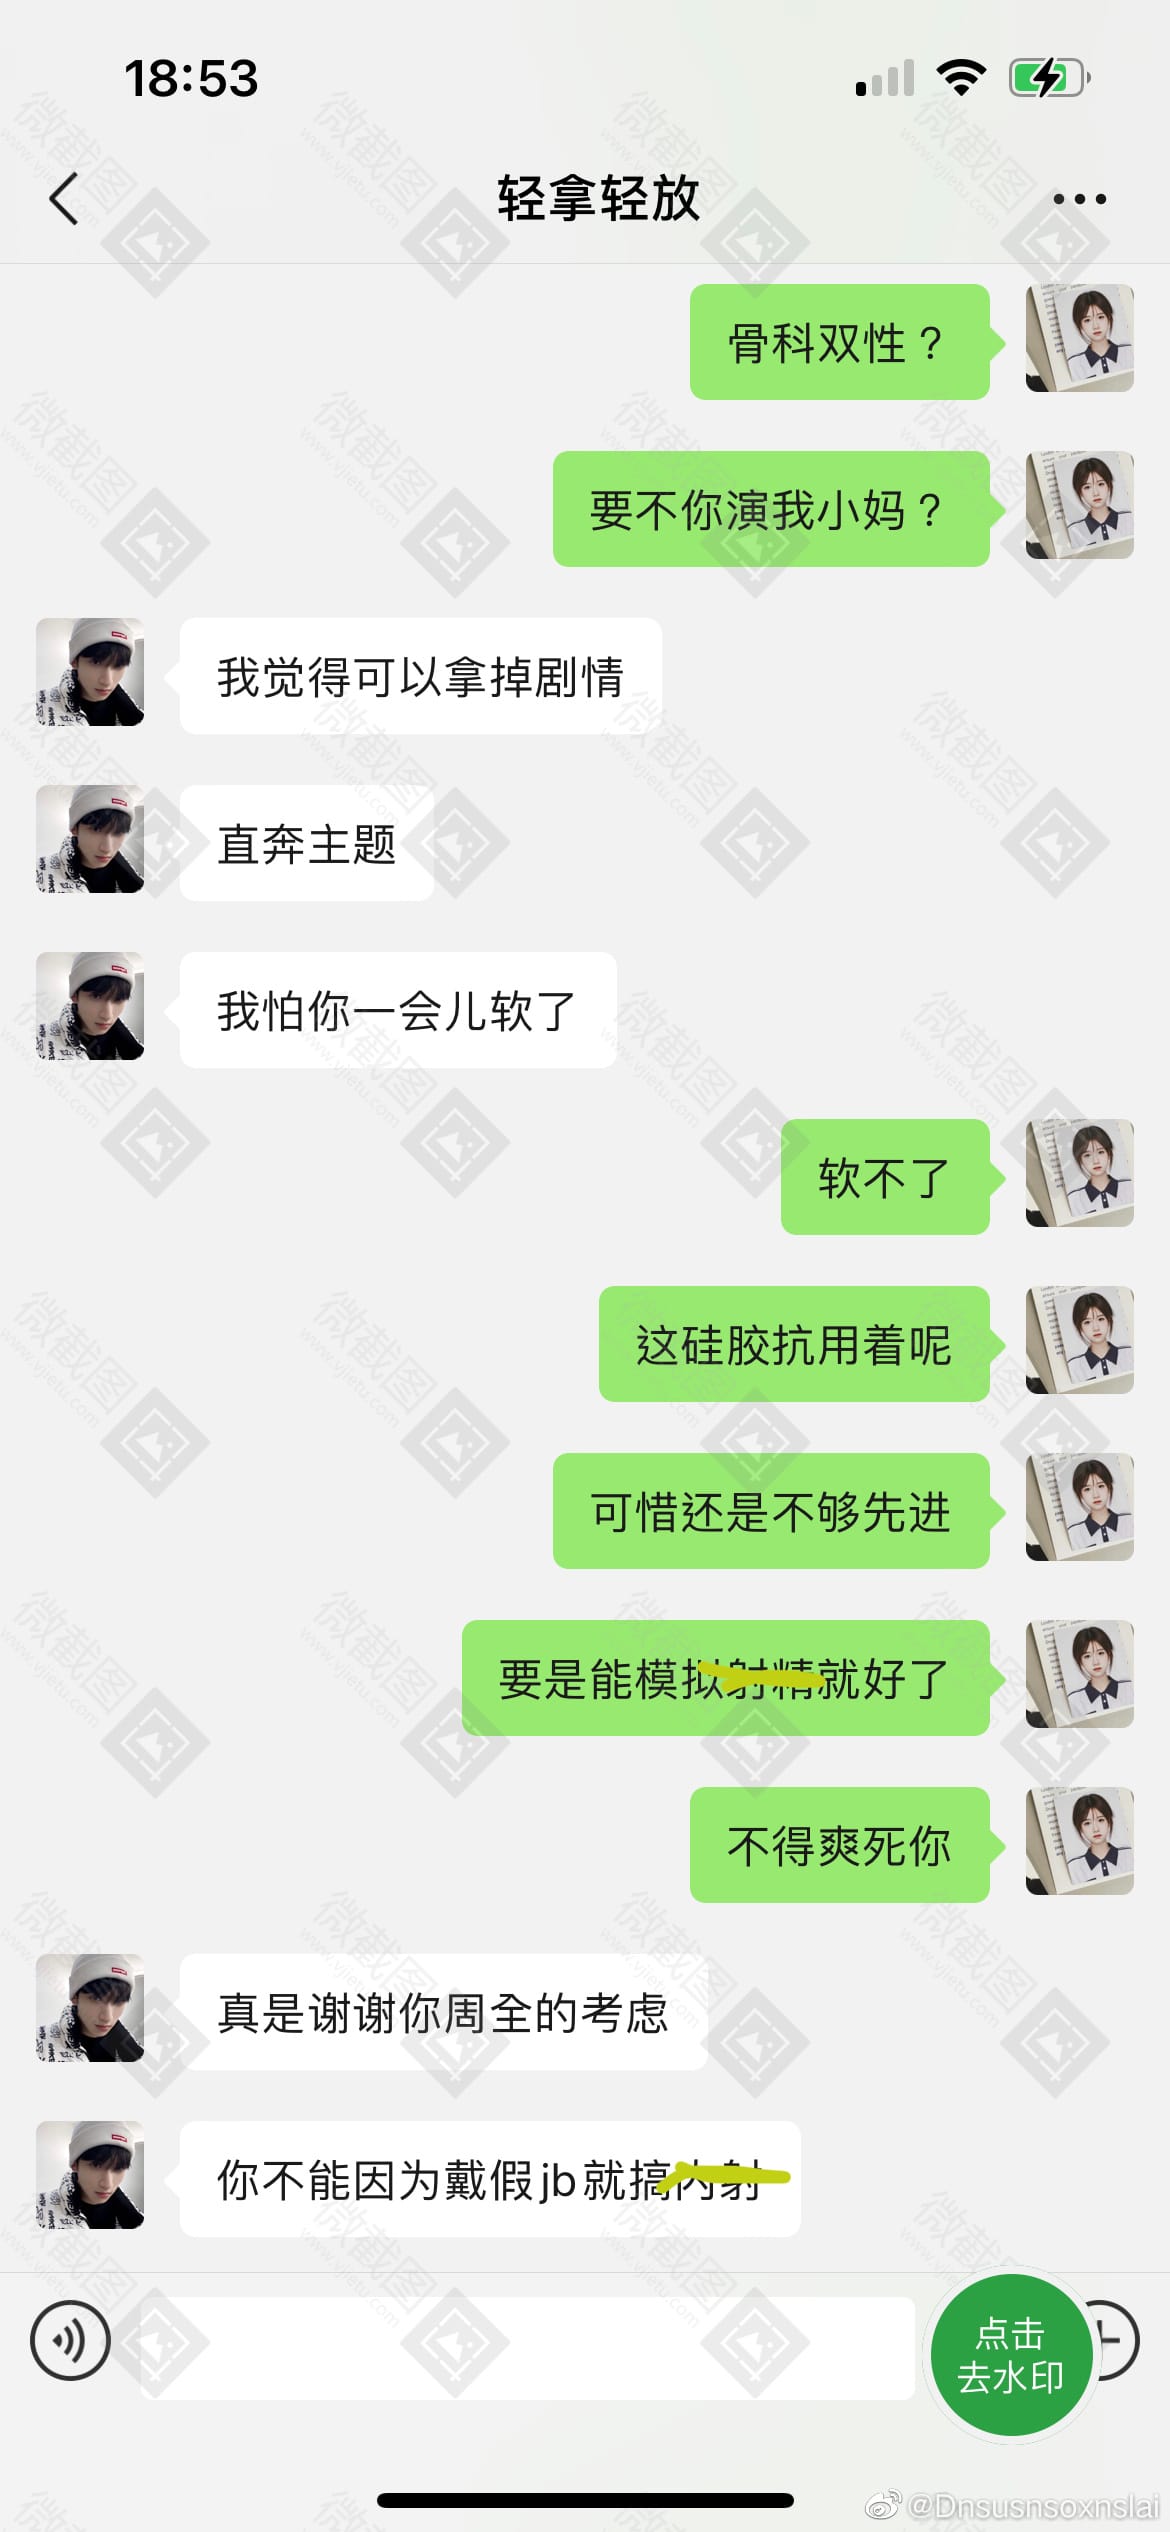 18:53
轻拿轻放
骨科双性？
要不你演我小妈？
我觉得可以拿掉剧情
直奔主题
我怕你一会儿软了
软不了
这硅胶抗用着呢
可惜还是不够先进
要是能模拟射精就好了
不得爽死你
真是谢谢你周全的考虑
你不能因为戴假jb就搞内射
点击
去水印
@Dnsusnsoxnslai
微截图
www.vjietu.com